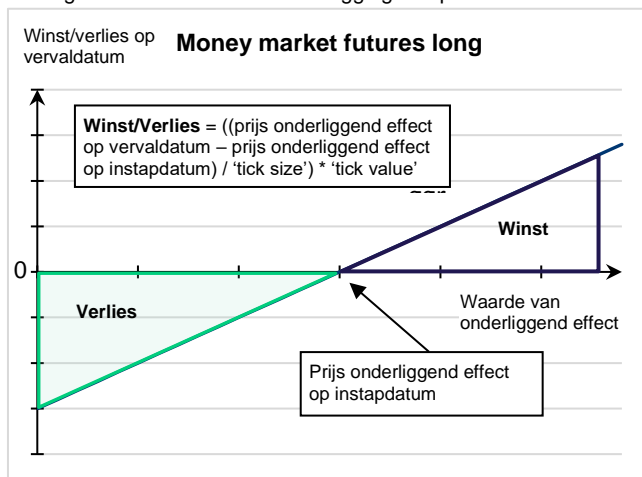 Winst/verlies op
vervaldatum
Money market futures long
Winst/Verlies = ((prijs onderliggend effect
op vervaldatum – prijs onderliggend effect
op instapdatum) / 'tick size') * 'tick value'
Winst
0
Verlies
Waarde van
onderliggend effect
Prijs onderliggend effect
op instapdatum